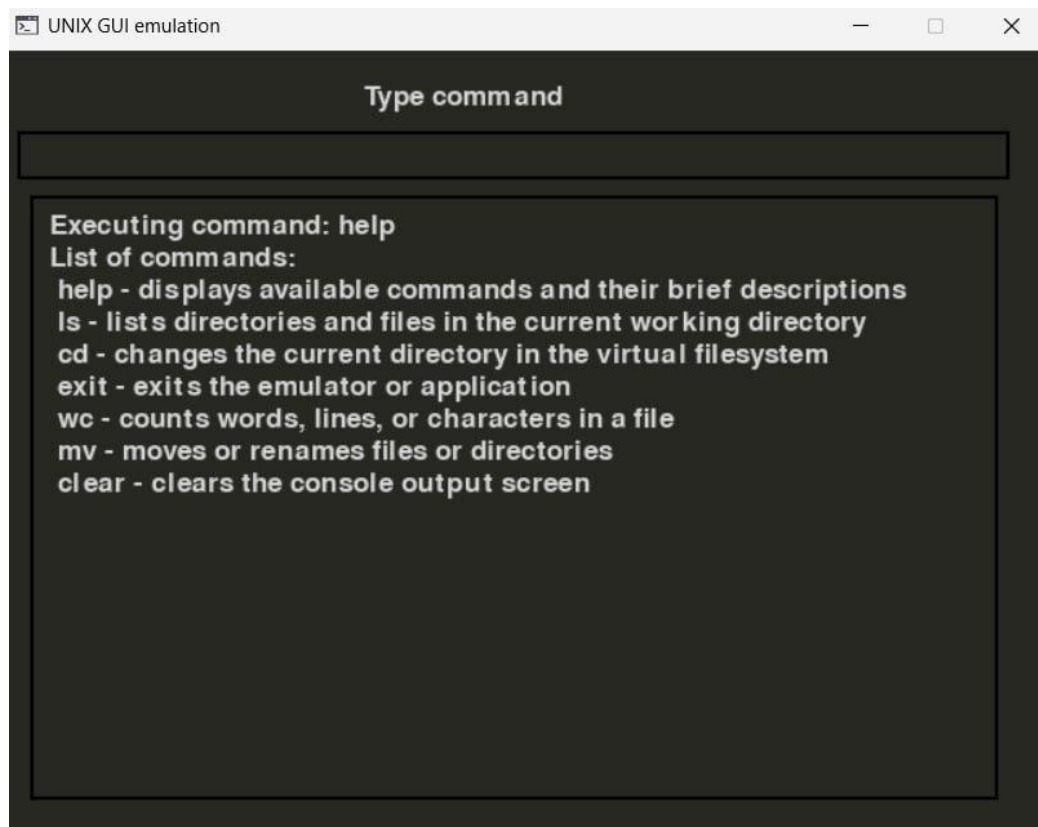 UNIX GUI emulation
Type command
Executing command: help
List of commands:
help - displays available commands and their brief descriptions
ls - lists directories and files in the current working directory
cd - changes the current directory in the virtual filesystem
exit - exits the emulator or application
wc - counts words, lines, or characters in a file
mv - moves or renames files or directories
clear - clears the console output screen